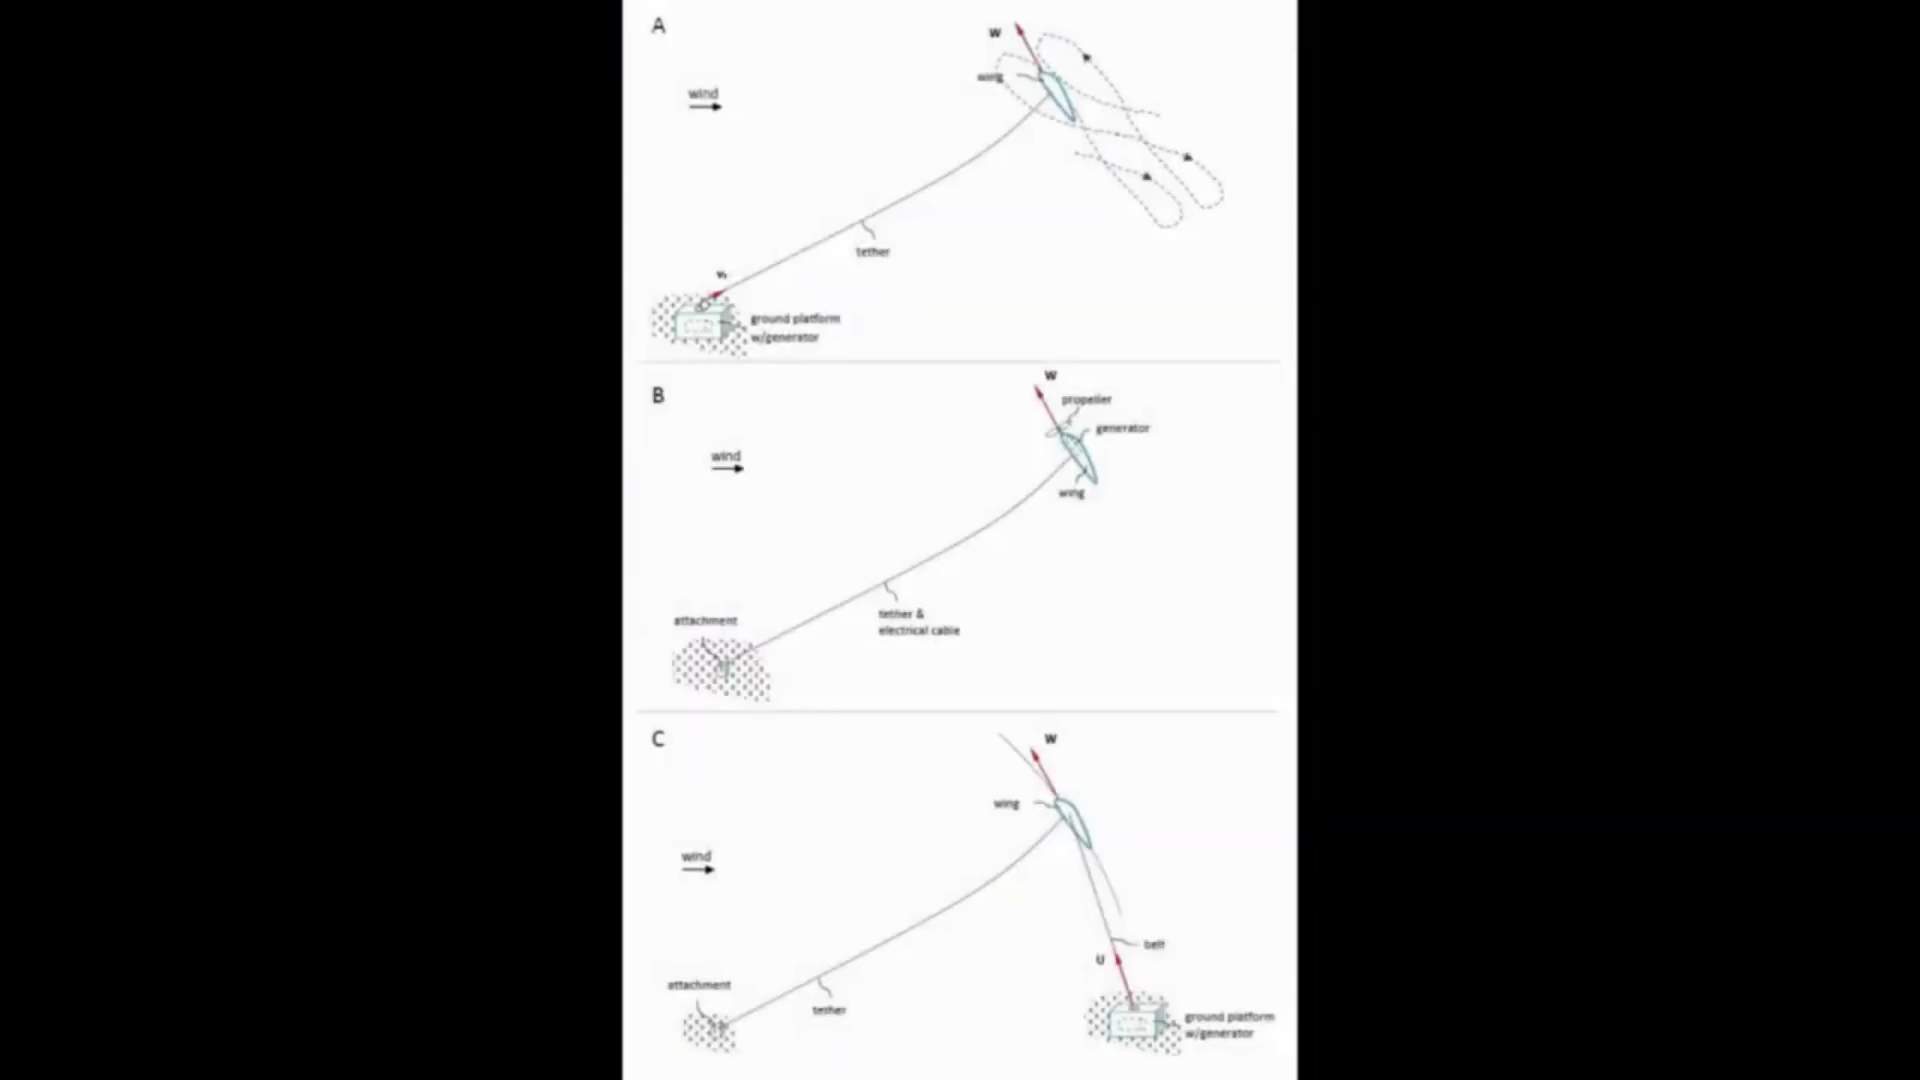 A
W
wing
wind
tether
ground platform
w/generator
B
W
propeller
generator
wind
wing
tether &
electrical cable
attachment
C
W
wing
wind
belt
U
attachment
tether
ground platform
w/generator